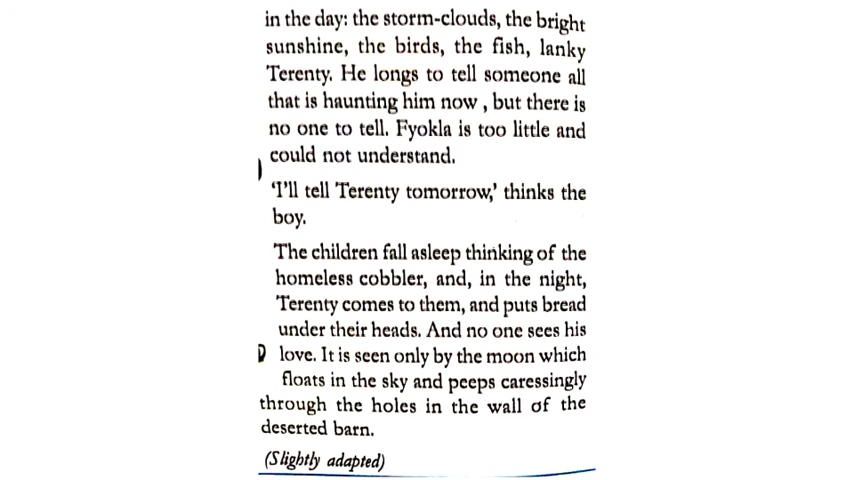 in the day: the storm-clouds, the bright
sunshine, the birds, the fish, lanky
Terenty. He longs to tell someone all
that is haunting him now , but there is
no one to tell. Fyokla is too little and
could not understand.
‘I’ll tell Terenty tomorrow,’ thinks the
boy.
The children fall asleep thinking of the
homeless cobbler, and, in the night,
Terenty comes to them, and puts bread
under their heads. And no one sees his
love. It is seen only by the moon which
floats in the sky and peeps caressingly
through the holes in the wall of the
deserted barn.
(Slightly adapted)